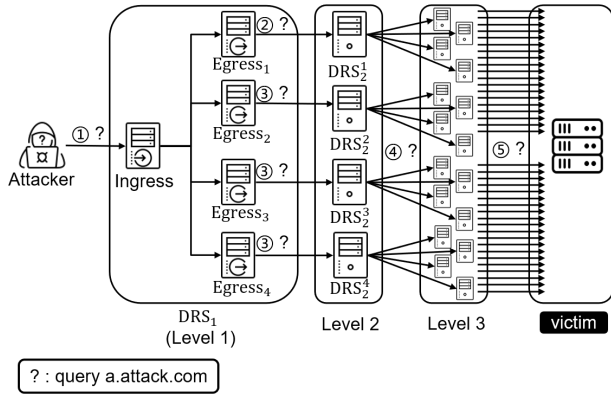 ② ?
Egress₁
DRS₂¹
③ ?
Egress₂
DRS₂²
① ?
?
Attacker
Ingress
④ ?
⑤ ?
③ ?
Egress₃
DRS₂³
③ ?
Egress₄
DRS₂⁴
DRS₁
(Level 1)
Level 2
Level 3
victim
? : query a.attack.com